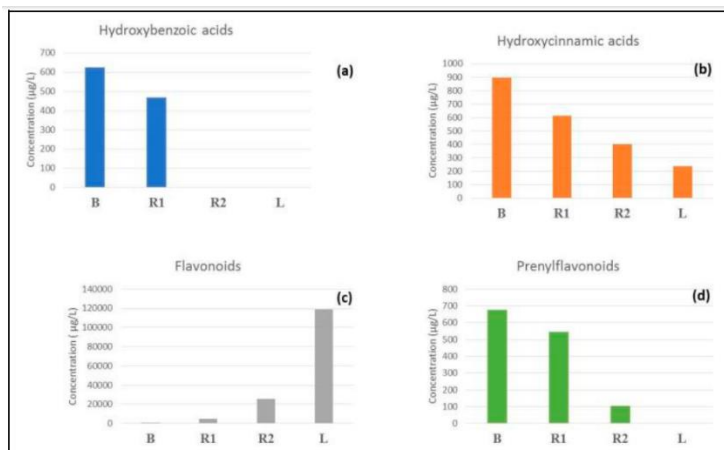 Hydroxybenzoic acids
(a)
Concentration (µg/L)
700
600
500
400
300
200
100
0
B R1 R2 L
Hydroxycinnamic acids
(b)
Concentration (µg/L)
1000
900
800
700
600
500
400
300
200
100
0
B R1 R2 L
Flavonoids
(c)
Concentration ( µg/L)
140000
120000
100000
80000
60000
40000
20000
0
B R1 R2 L
Prenylflavonoids
(d)
Concentration ( µg/L)
800
700
600
500
400
300
200
100
0
B R1 R2 L